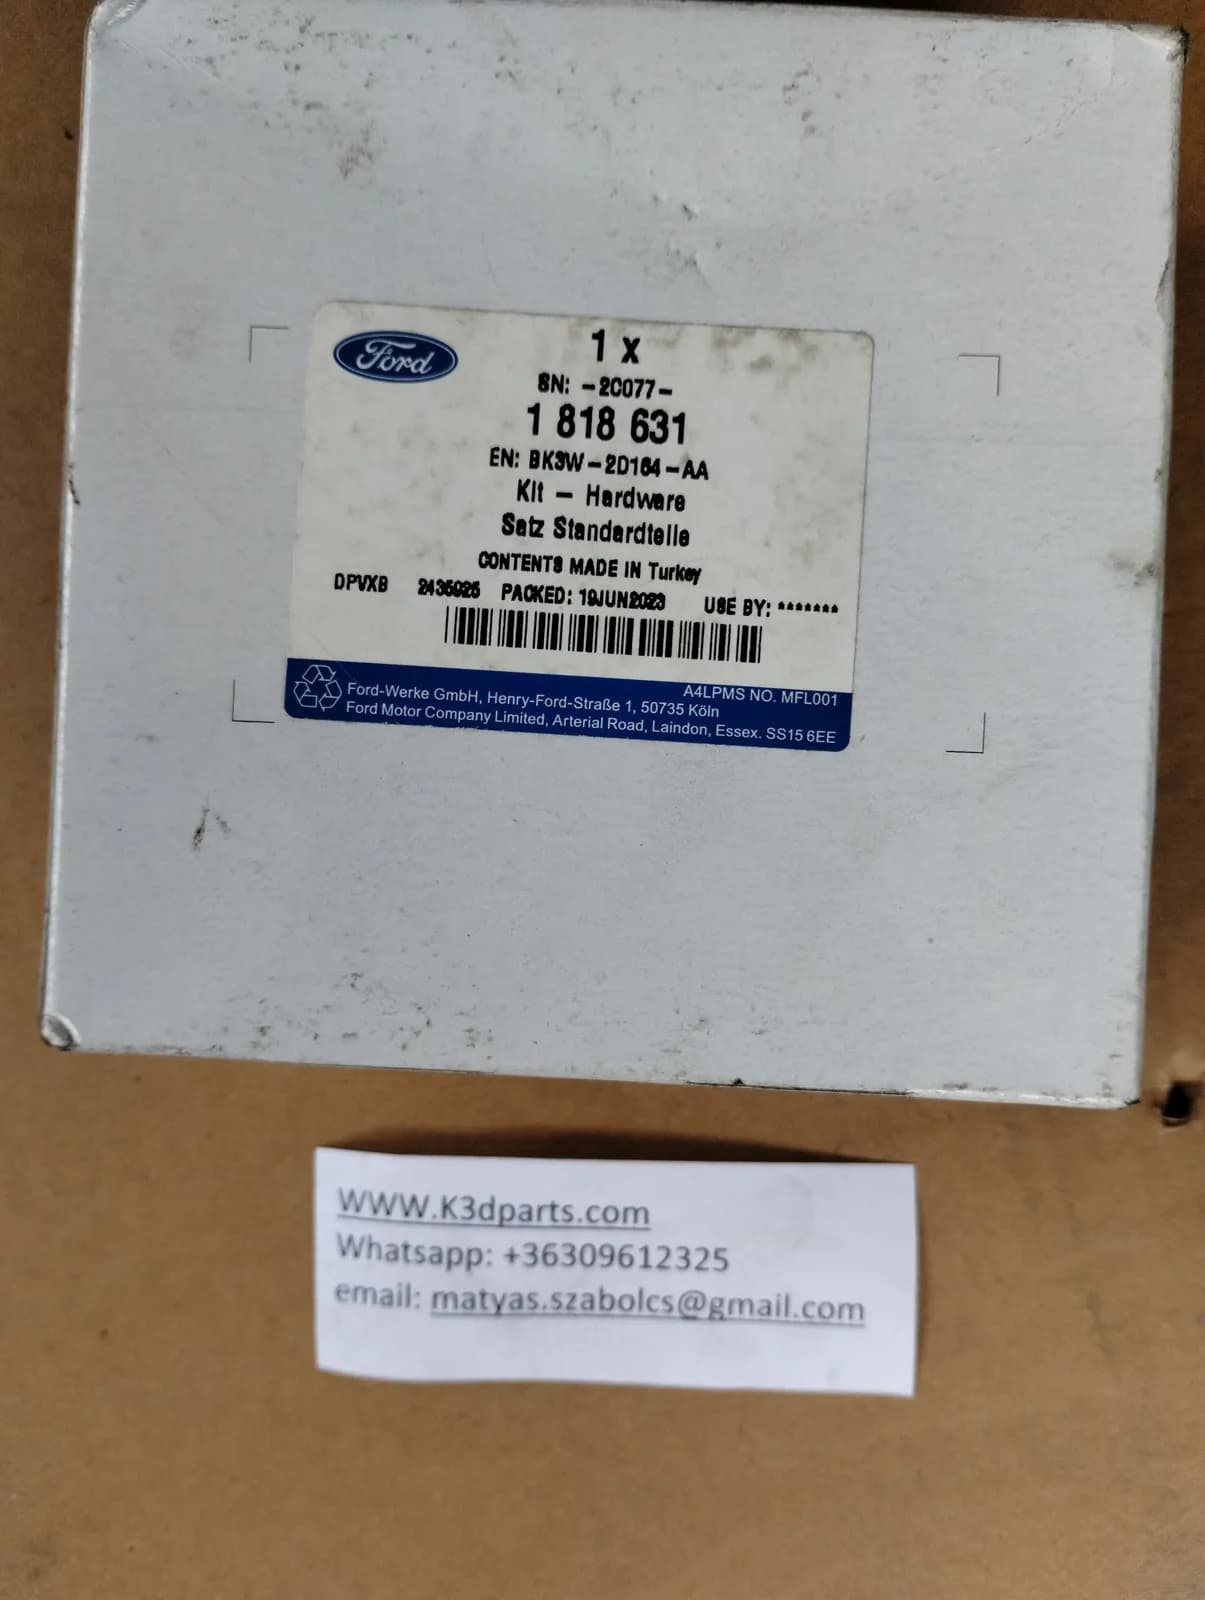 Ford
1 x
SN: -2C077-
1 818 631
EN: BK3W-2D164-AA
Kit - Hardware
Satz Standardteile
CONTENTS MADE IN Turkey
DPVXB 2435925 PACKED: 19JUN2023 USE BY: *******
A4LPMS NO. MFL001
Ford-Werke GmbH, Henry-Ford-Straße 1, 50735 Köln
Ford Motor Company Limited, Arterial Road, Laindon, Essex. SS15 6EE
WWW.K3dparts.com
Whatsapp: +36309612325
email: matyas.szabolcs@gmail.com